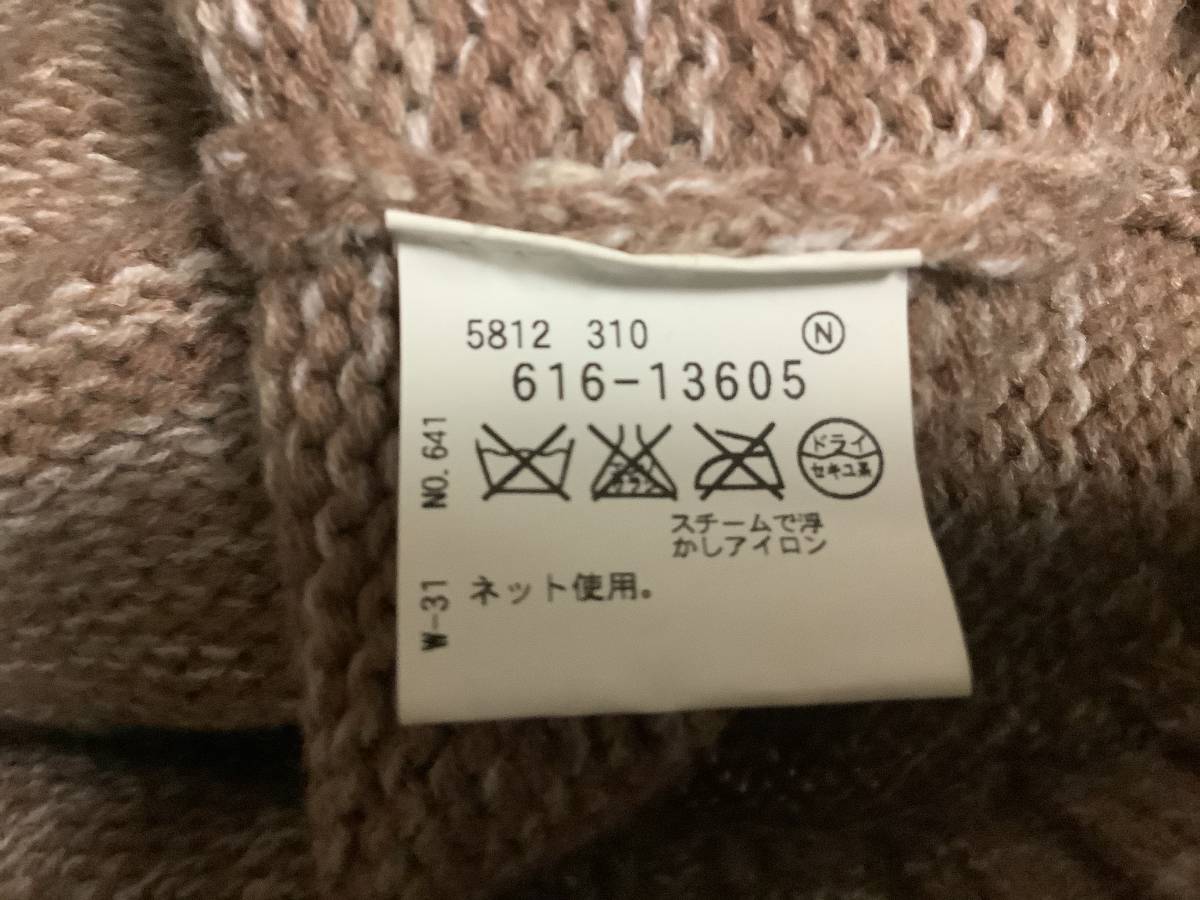 5812 310 Ⓝ
616-13605
NO.641
ドライ
セキユ系
スチームで浮
かしアイロン
W-31
ネット使用。